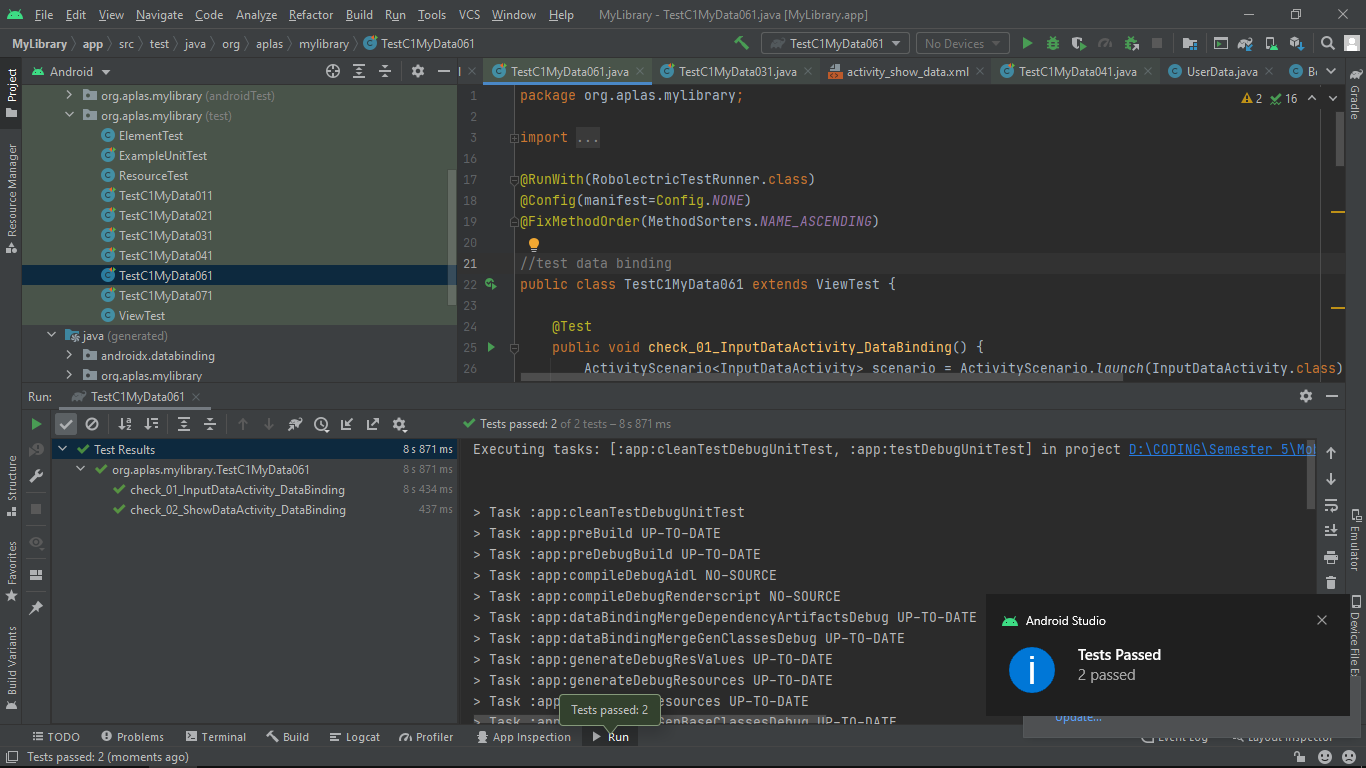 File Edit View Navigate Code Analyze Refactor Build Run Tools VCS Window Help MyLibrary - TestC1MyData061.java [MyLibrary.app]
MyLibrary app src test java org aplas mylibrary TestC1MyData061 TestC1MyData061 No Devices
Project
Resource Manager
Structure
Favorites
Build Variants
Android
org.aplas.mylibrary (androidTest)
org.aplas.mylibrary (test)
ElementTest
ExampleUnitTest
ResourceTest
TestC1MyData011
TestC1MyData021
TestC1MyData031
TestC1MyData041
TestC1MyData061
TestC1MyData071
ViewTest
java (generated)
androidx.databinding
org.aplas.mylibrary
TestC1MyData061.java TestC1MyData031.java activity_show_data.xml TestC1MyData041.java UserData.java
2 16
1 package org.aplas.mylibrary;
2
3 import ...
16
17 @RunWith(RobolectricTestRunner.class)
18 @Config(manifest=Config.NONE)
19 @FixMethodOrder(MethodSorters.NAME_ASCENDING)
20
21 //test data binding
22 public class TestC1MyData061 extends ViewTest {
23
24 @Test
25 public void check_01_InputDataActivity_DataBinding() {
26 ActivityScenario<InputDataActivity> scenario = ActivityScenario.launch(InputDataActivity.class)
Gradle
Emulator
Device File E
Run: TestC1MyData061
Tests passed: 2 of 2 tests – 8 s 871 ms
Test Results 8 s 871 ms
org.aplas.mylibrary.TestC1MyData061 8 s 871 ms
check_01_InputDataActivity_DataBinding 8 s 434 ms
check_02_ShowDataActivity_DataBinding 437 ms
Executing tasks: [:app:cleanTestDebugUnitTest, :app:testDebugUnitTest] in project D:\CODING\Semester 5\Mo
> Task :app:cleanTestDebugUnitTest
> Task :app:preBuild UP-TO-DATE
> Task :app:preDebugBuild UP-TO-DATE
> Task :app:compileDebugAidl NO-SOURCE
> Task :app:compileDebugRenderscript NO-SOURCE
> Task :app:dataBindingMergeDependencyArtifactsDebug UP-TO-DATE
> Task :app:dataBindingMergeGenClassesDebug UP-TO-DATE
> Task :app:generateDebugResValues UP-TO-DATE
> Task :app:generateDebugResources UP-TO-DATE
> Task :app esources UP-TO-DATE
> Task :app GenBaseClassesDebug UP-TO-DATE
Tests passed: 2
Android Studio
Tests Passed
2 passed
Update...
TODO Problems Terminal Build Logcat Profiler App Inspection Run Event Log Layout Inspector
Tests passed: 2 (moments ago)